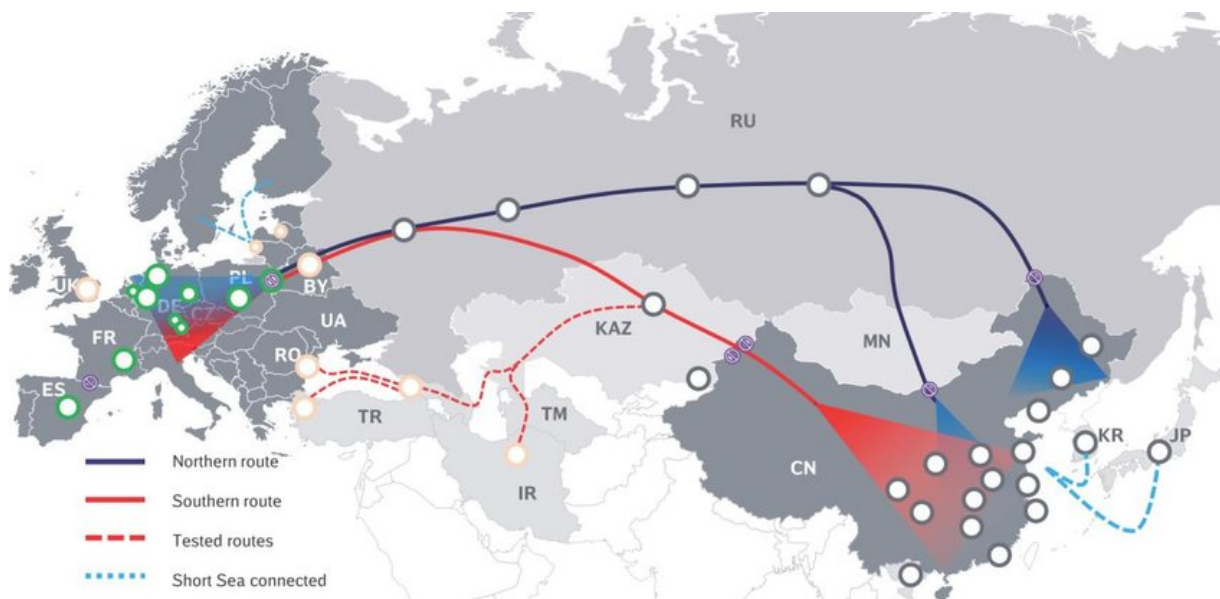 RU
UK
PL
DE
CZ
BY
FR
UA
KAZ
MN
RO
ES
TR
TM
KR
JP
CN
IR
Northern route
Southern route
Tested routes
Short Sea connected